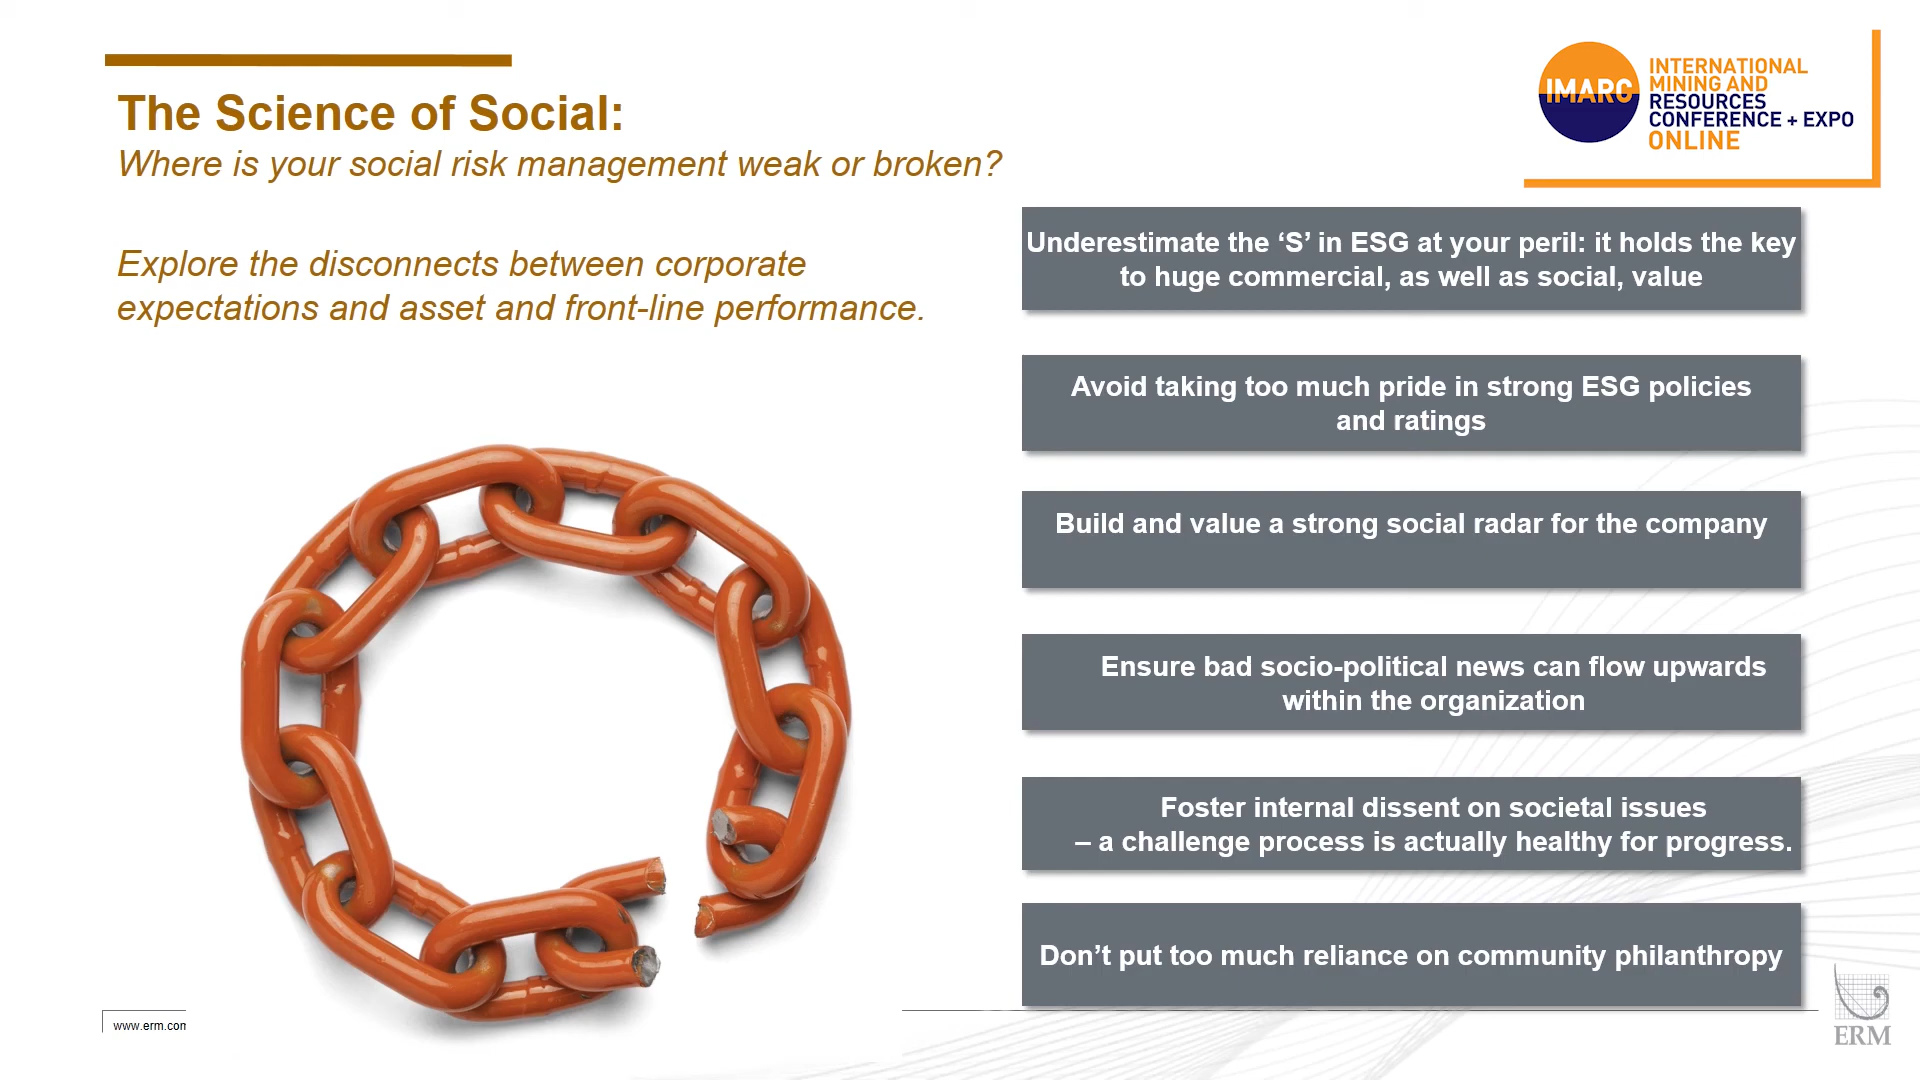 The Science of Social:
Where is your social risk management weak or broken?
Explore the disconnects between corporate
expectations and asset and front-line performance.
IMARC
INTERNATIONAL
MINING AND
RESOURCES
CONFERENCE + EXPO
ONLINE
Underestimate the ‘S’ in ESG at your peril: it holds the key
to huge commercial, as well as social, value
Avoid taking too much pride in strong ESG policies
and ratings
Build and value a strong social radar for the company
Ensure bad socio-political news can flow upwards
within the organization
Foster internal dissent on societal issues
– a challenge process is actually healthy for progress.
Don’t put too much reliance on community philanthropy
www.erm.com
ERM